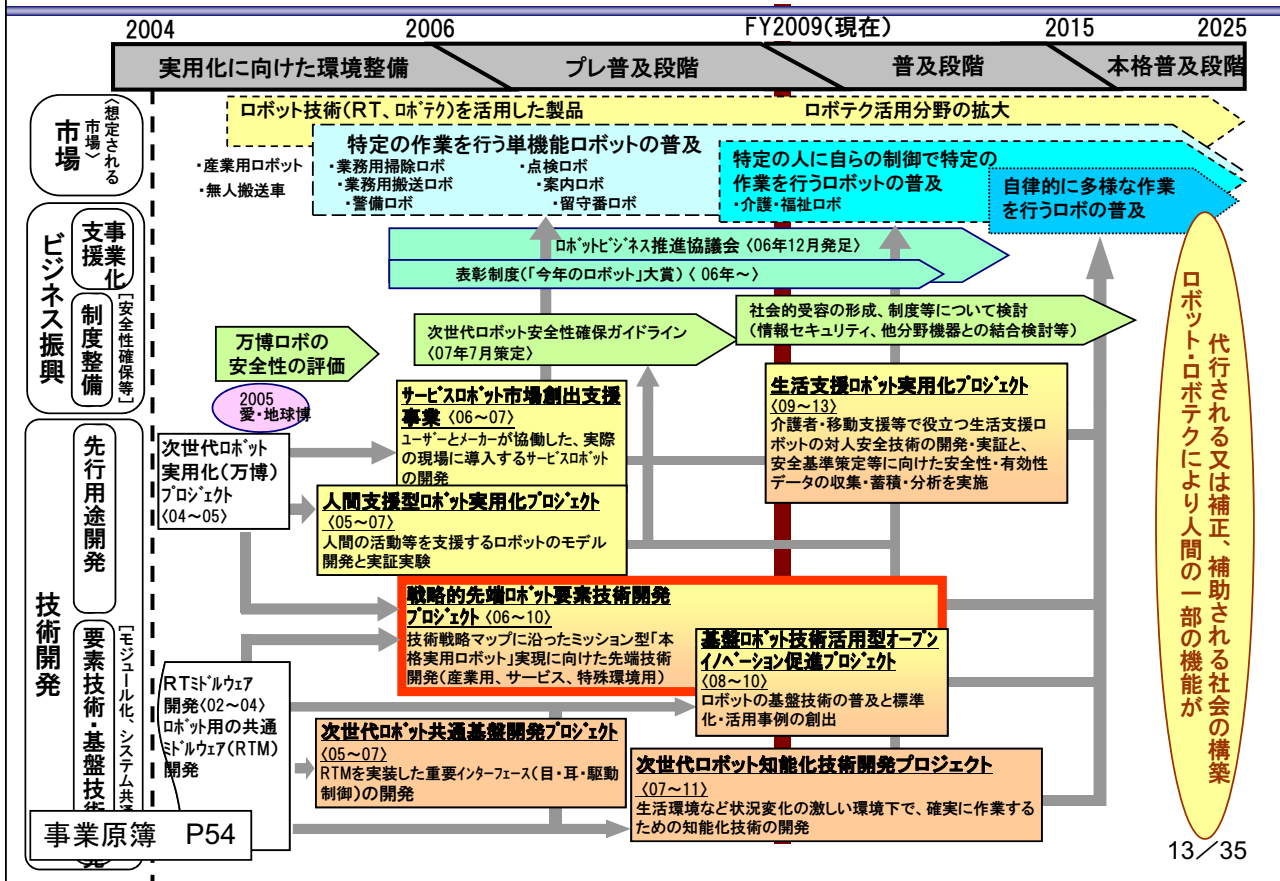 2004
2006
FY2009(現在)
2015
2025
実用化に向けた環境整備
プレ普及段階
普及段階
本格普及段階
〈想定される
市場〉
市場
ロボット技術(RT、ロボテク)を活用した製品
ロボテク活用分野の拡大
・産業用ロボット
・無人搬送車
特定の作業を行う単機能ロボットの普及
・業務用掃除ロボ
・業務用搬送ロボ
・警備ロボ
・点検ロボ
・案内ロボ
・留守番ロボ
特定の人に自らの制御で特定の
作業を行うロボットの普及
・介護・福祉ロボ
自律的に多様な作業
を行うロボの普及
ビジネス振興
事業化
支援
制度整備
[安全性確保等]
ロボットビジネス推進協議会〈06年12月発足〉
表彰制度(「今年のロボット」大賞)〈06年~〉
万博ロボの
安全性の評価
次世代ロボット安全性確保ガイドライン
〈07年7月策定〉
社会的受容の形成、制度等について検討
(情報セキュリティ、他分野機器との結合検討等)
2005
愛・地球博
技術開発
先行用途開発
要素技術・基盤技術
発
[モジュール化、システム共通
次世代ロボット
実用化(万博)
プロジェクト
〈04~05〉
サービスロボット市場創出支援
事業〈06~07〉
ユーザーとメーカーが協働した、実際
の現場に導入するサービスロボット
の開発
人間支援型ロボット実用化プロジェクト
〈05~07〉
人間の活動等を支援するロボットのモデル
開発と実証実験
生活支援ロボット実用化プロジェクト
〈09~13〉
介護者・移動支援等で役立つ生活支援ロ
ボットの対人安全技術の開発・実証と、
安全基準策定等に向けた安全性・有効性
データの収集・蓄積・分析を実施
戦略的先端ロボット要素技術開発
プロジェクト〈06~10〉
技術戦略マップに沿ったミッション型「本
格実用ロボット」実現に向けた先端技術
開発(産業用、サービス、特殊環境用)
基盤ロボット技術活用型オープン
イノベーション促進プロジェクト
〈08~10〉
ロボットの基盤技術の普及と標準
化・活用事例の創出
RTミドルウェア
開発〈02~04〉
ロボット用の共通
ミドルウェア(RTM)
開発
次世代ロボット共通基盤開発プロジェクト
〈05~07〉
RTMを実装した重要インターフェース(目・耳・駆動
制御)の開発
次世代ロボット知能化技術開発プロジェクト
〈07~11〉
生活環境など状況変化の激しい環境下で、確実に作業する
ための知能化技術の開発
ロボット・ロボテクにより人間の一部の機能が
代行される又は補正、補助される社会の構築
事業原簿 P54
13/35